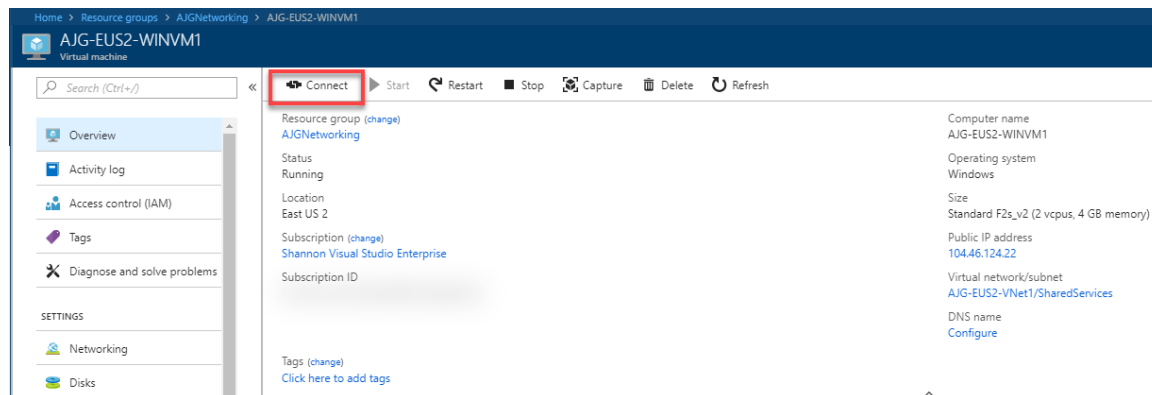 Home > Resource groups > AJGNetworking > AJG-EUS2-WINVM1
AJG-EUS2-WINVM1
Virtual machine
Search (Ctrl+/)
«
Overview
Activity log
Access control (IAM)
Tags
Diagnose and solve problems
SETTINGS
Networking
Disks
Connect Start Restart Stop Capture Delete Refresh
Resource group (change)
AJGNetworking
Status
Running
Location
East US 2
Subscription (change)
Shannon Visual Studio Enterprise
Subscription ID
Tags (change)
Click here to add tags
Computer name
AJG-EUS2-WINVM1
Operating system
Windows
Size
Standard F2s_v2 (2 vcpus, 4 GB memory)
Public IP address
104.46.124.22
Virtual network/subnet
AJG-EUS2-VNet1/SharedServices
DNS name
Configure